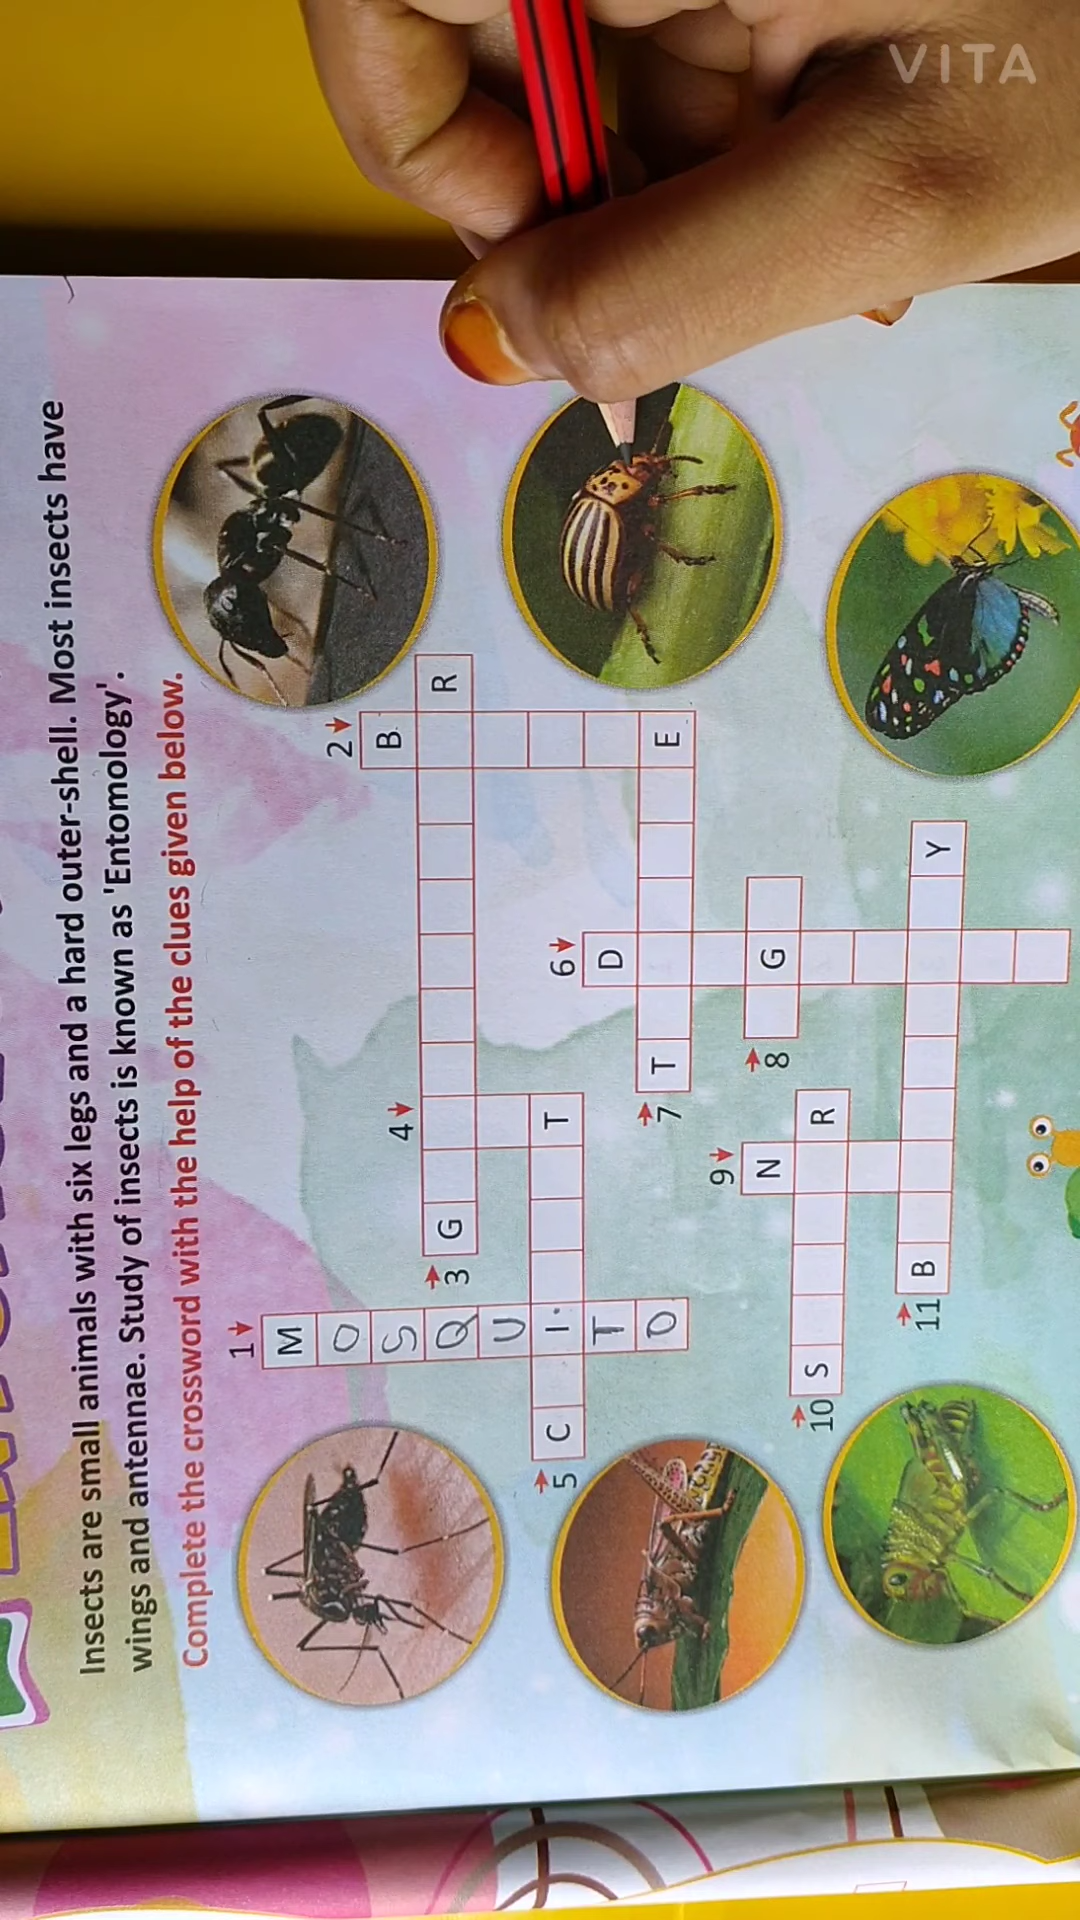 VITA
Insects are small animals with six legs and a hard outer-shell. Most insects have
wings and antennae. Study of insects is known as 'Entomology'.
Complete the crossword with the help of the clues given below.
1
2
M
B
O
4
S
3 G R
Q
U
6
5 C I T
D
T
7 T E
O
9
8 G
N
10 S R
11 B Y